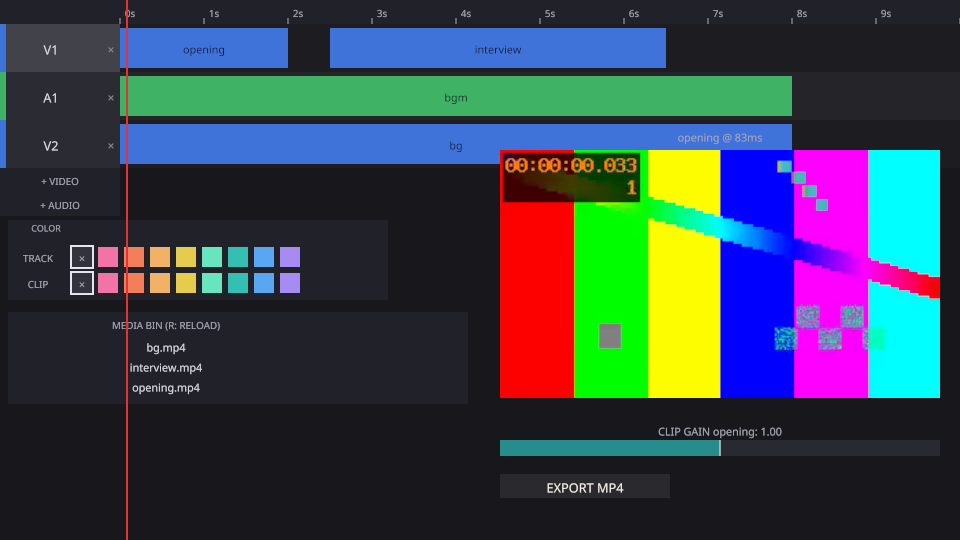 0s 1s 2s 3s 4s 5s 6s 7s 8s 9s
V1 × opening interview
A1 × bgm
V2 × bg
opening @ 83ms
00:00:00.033
1
+ VIDEO
+ AUDIO
COLOR
TRACK ×
CLIP ×
MEDIA BIN (R: RELOAD)
bg.mp4
interview.mp4
opening.mp4
CLIP GAIN opening: 1.00
EXPORT MP4